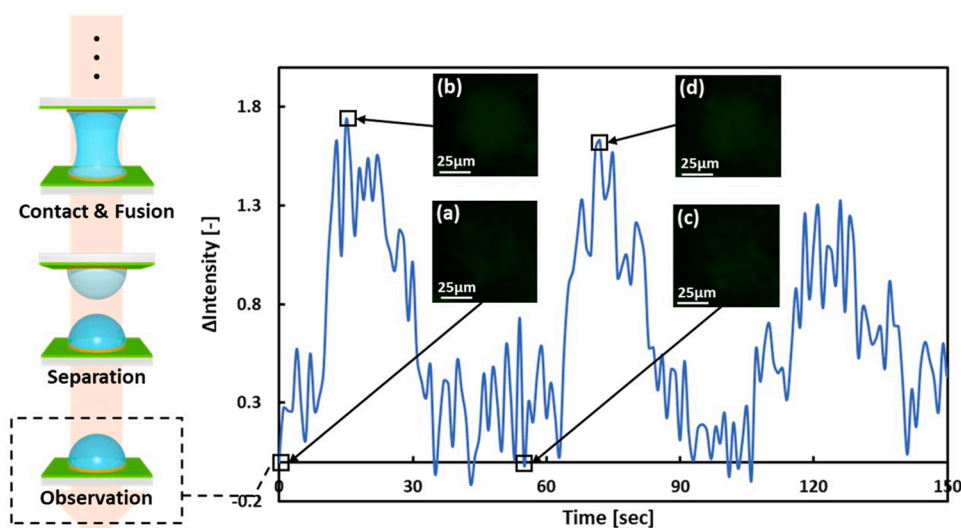 Contact & Fusion
Separation
Observation
ΔIntensity [-]
1.8
1.3
0.8
0.3
-0.2
(b)
25μm
(d)
25μm
(a)
25μm
(c)
25μm
0
30
60
90
120
150
Time [sec]